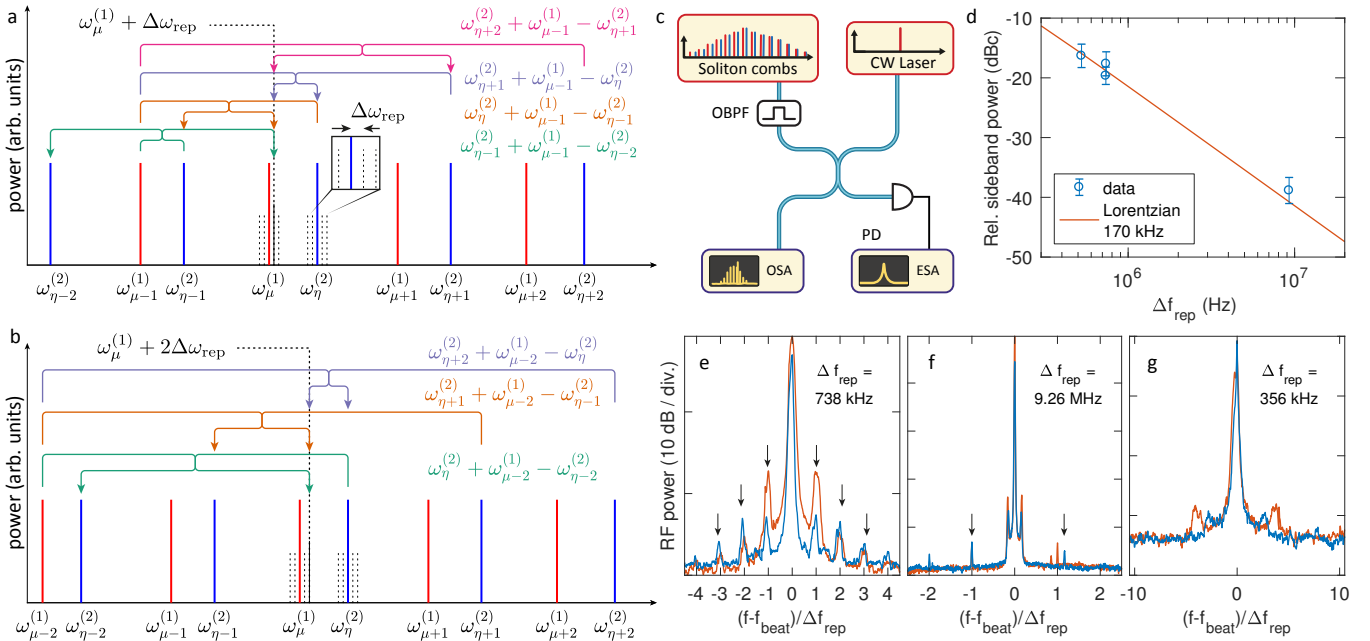 a
ω_μ^(1) + Δω_rep
ω_{η+2}^(2) + ω_{μ−1}^(1) − ω_{η+1}^(2)
ω_{η+1}^(2) + ω_{μ−1}^(1) − ω_η^(2)
ω_η^(2) + ω_{μ−1}^(1) − ω_{η−1}^(2)
ω_{η−1}^(2) + ω_{μ−1}^(1) − ω_{η−2}^(2)
Δω_rep
power (arb. units)
ω_{η−2}^(2) ω_{μ−1}^(1) ω_{η−1}^(2) ω_μ^(1) ω_η^(2) ω_{μ+1}^(1) ω_{η+1}^(2) ω_{μ+2}^(1) ω_{η+2}^(2)
b
ω_μ^(1) + 2Δω_rep
ω_{η+2}^(2) + ω_{μ−2}^(1) − ω_η^(2)
ω_{η+1}^(2) + ω_{μ−2}^(1) − ω_{η−1}^(2)
ω_η^(2) + ω_{μ−2}^(1) − ω_{η−2}^(2)
power (arb. units)
ω_{μ−2}^(1) ω_{η−2}^(2) ω_{μ−1}^(1) ω_{η−1}^(2) ω_μ^(1) ω_η^(2) ω_{μ+1}^(1) ω_{η+1}^(2) ω_{μ+2}^(1) ω_{η+2}^(2)
c
Soliton combs
CW Laser
OBPF
PD
OSA
ESA
d
Rel. sideband power (dBc)
-10
-20
-30
-40
-50
data
Lorentzian
170 kHz
10^6 10^7
Δf_rep (Hz)
e
Δ f_rep =
738 kHz
RF power (10 dB / div.)
-4 -3 -2 -1 0 1 2 3 4
(f-f_beat)/Δf_rep
f
Δ f_rep =
9.26 MHz
-2 -1 0 1 2
(f-f_beat)/Δf_rep
g
Δ f_rep =
356 kHz
-10 0 10
(f-f_beat)/Δf_rep